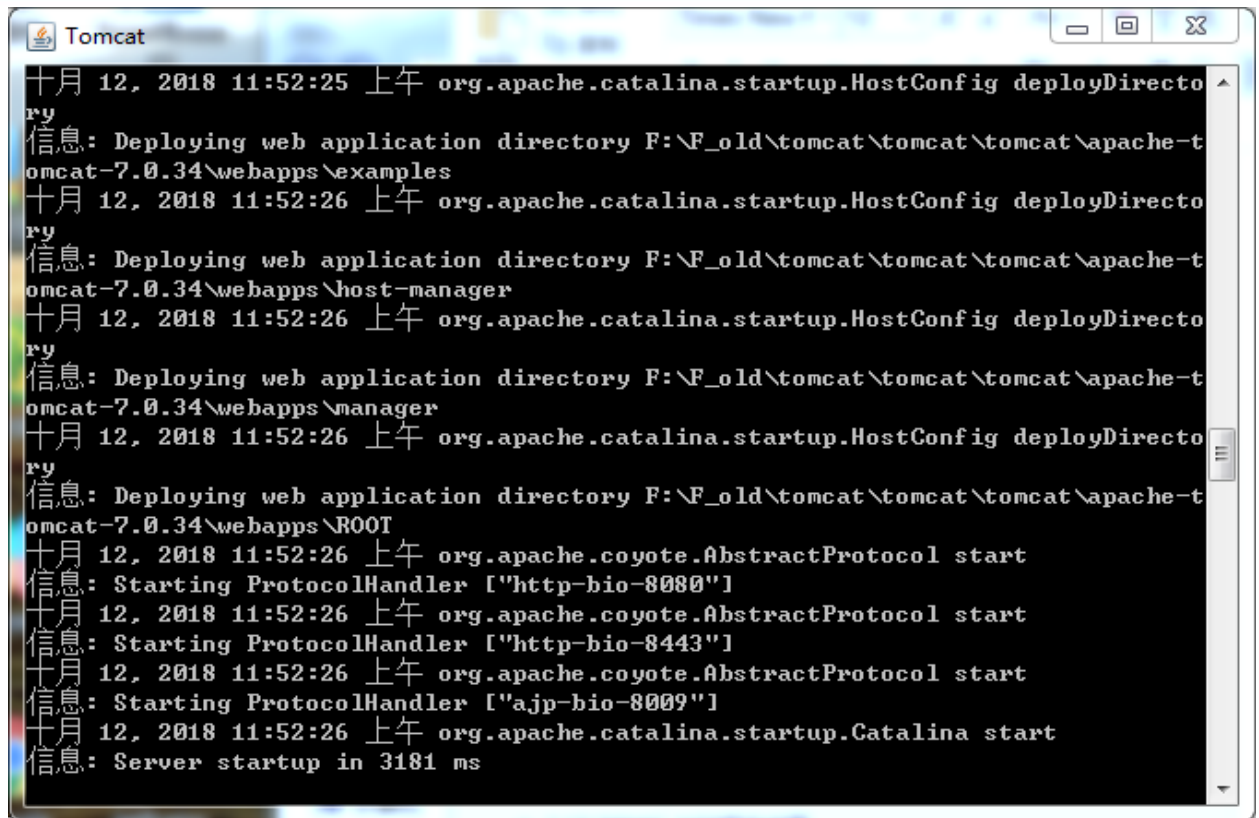 Tomcat
十月 12, 2018 11:52:25 上午 org.apache.catalina.startup.HostConfig deployDirecto
ry
信息: Deploying web application directory F:\F_old\tomcat\tomcat\tomcat\apache-t
omcat-7.0.34\webapps\examples
十月 12, 2018 11:52:26 上午 org.apache.catalina.startup.HostConfig deployDirecto
ry
信息: Deploying web application directory F:\F_old\tomcat\tomcat\tomcat\apache-t
omcat-7.0.34\webapps\host-manager
十月 12, 2018 11:52:26 上午 org.apache.catalina.startup.HostConfig deployDirecto
ry
信息: Deploying web application directory F:\F_old\tomcat\tomcat\tomcat\apache-t
omcat-7.0.34\webapps\manager
十月 12, 2018 11:52:26 上午 org.apache.catalina.startup.HostConfig deployDirecto
ry
信息: Deploying web application directory F:\F_old\tomcat\tomcat\tomcat\apache-t
omcat-7.0.34\webapps\ROOT
十月 12, 2018 11:52:26 上午 org.apache.coyote.AbstractProtocol start
信息: Starting ProtocolHandler ["http-bio-8080"]
十月 12, 2018 11:52:26 上午 org.apache.coyote.AbstractProtocol start
信息: Starting ProtocolHandler ["http-bio-8443"]
十月 12, 2018 11:52:26 上午 org.apache.coyote.AbstractProtocol start
信息: Starting ProtocolHandler ["ajp-bio-8009"]
十月 12, 2018 11:52:26 上午 org.apache.catalina.startup.Catalina start
信息: Server startup in 3181 ms